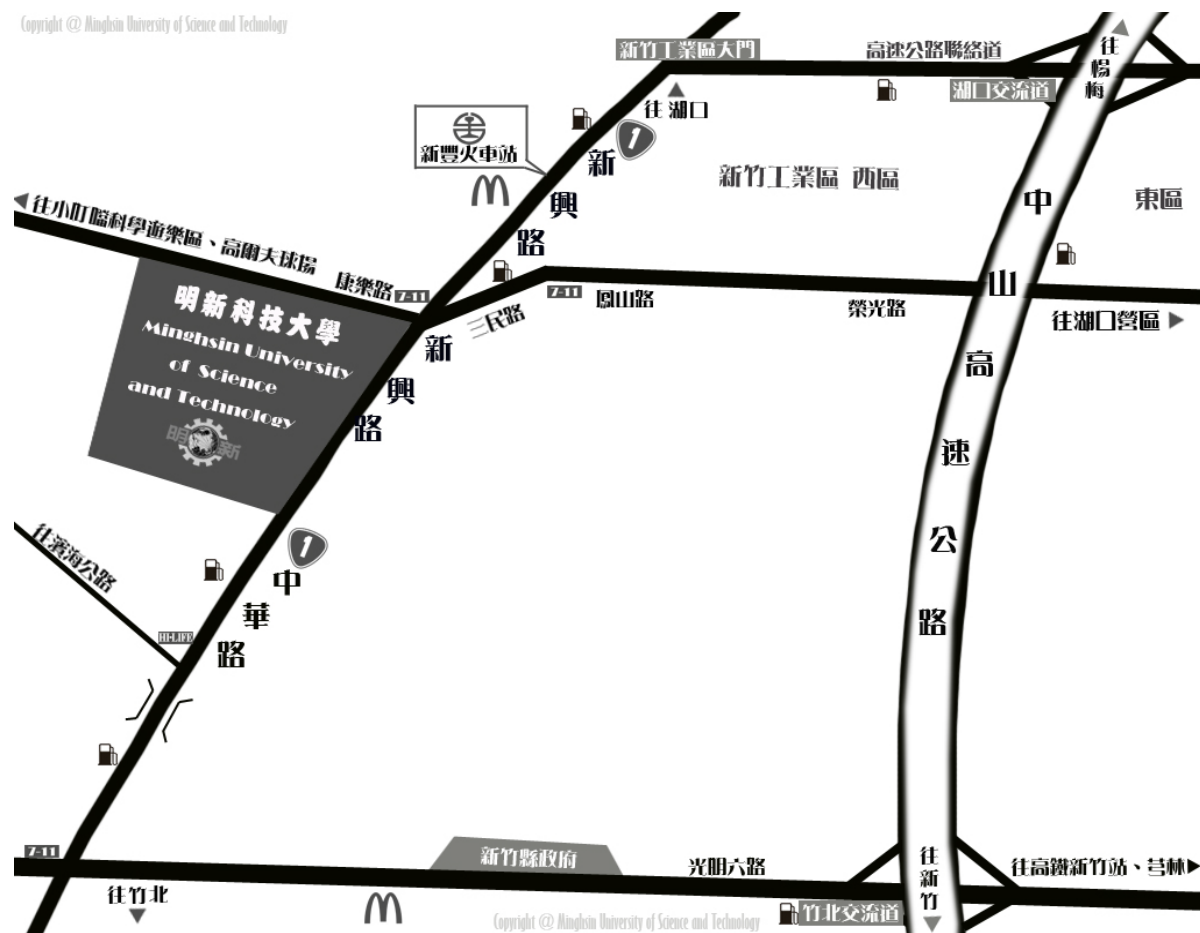 Copyright @ Minghsin University of Science and Technology
新竹工業區大門
高速公路聯絡道
往楊梅
湖口交流道
往 湖口
1
新豐火車站
新興路
新竹工業區 西區
東區
中山高速公路
往小叮噹科學遊樂區、高爾夫球場
康樂路
7-11
7-11
鳳山路
三民路
榮光路
往湖口營區
明新科技大學
Minghsin University
of Science
and Technology
明新
新興路
1
中華路
往濱海公路
HI-LIFE
7-11
新竹縣政府
光明六路
往新竹
往高鐵新竹站、芎林
往竹北
竹北交流道
Copyright @ Minghsin University of Science and Technology